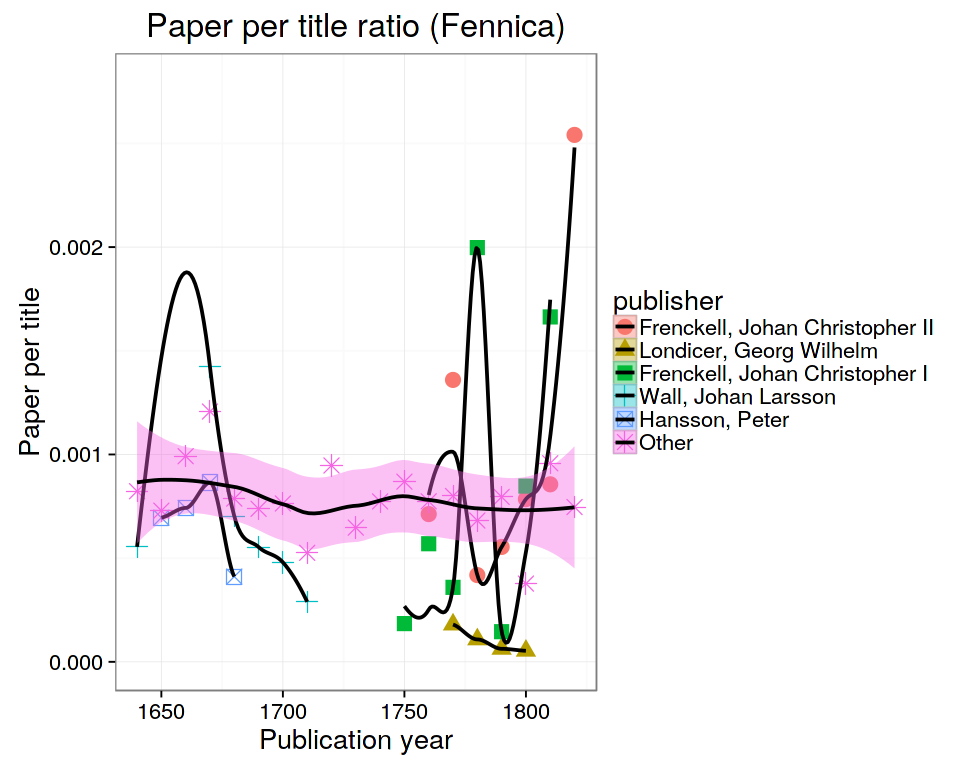 Paper per title ratio (Fennica)
Paper per title
0.002
0.001
0.000
1650
1700
1750
1800
Publication year
publisher
Frenckell, Johan Christopher II
Londicer, Georg Wilhelm
Frenckell, Johan Christopher I
Wall, Johan Larsson
Hansson, Peter
Other